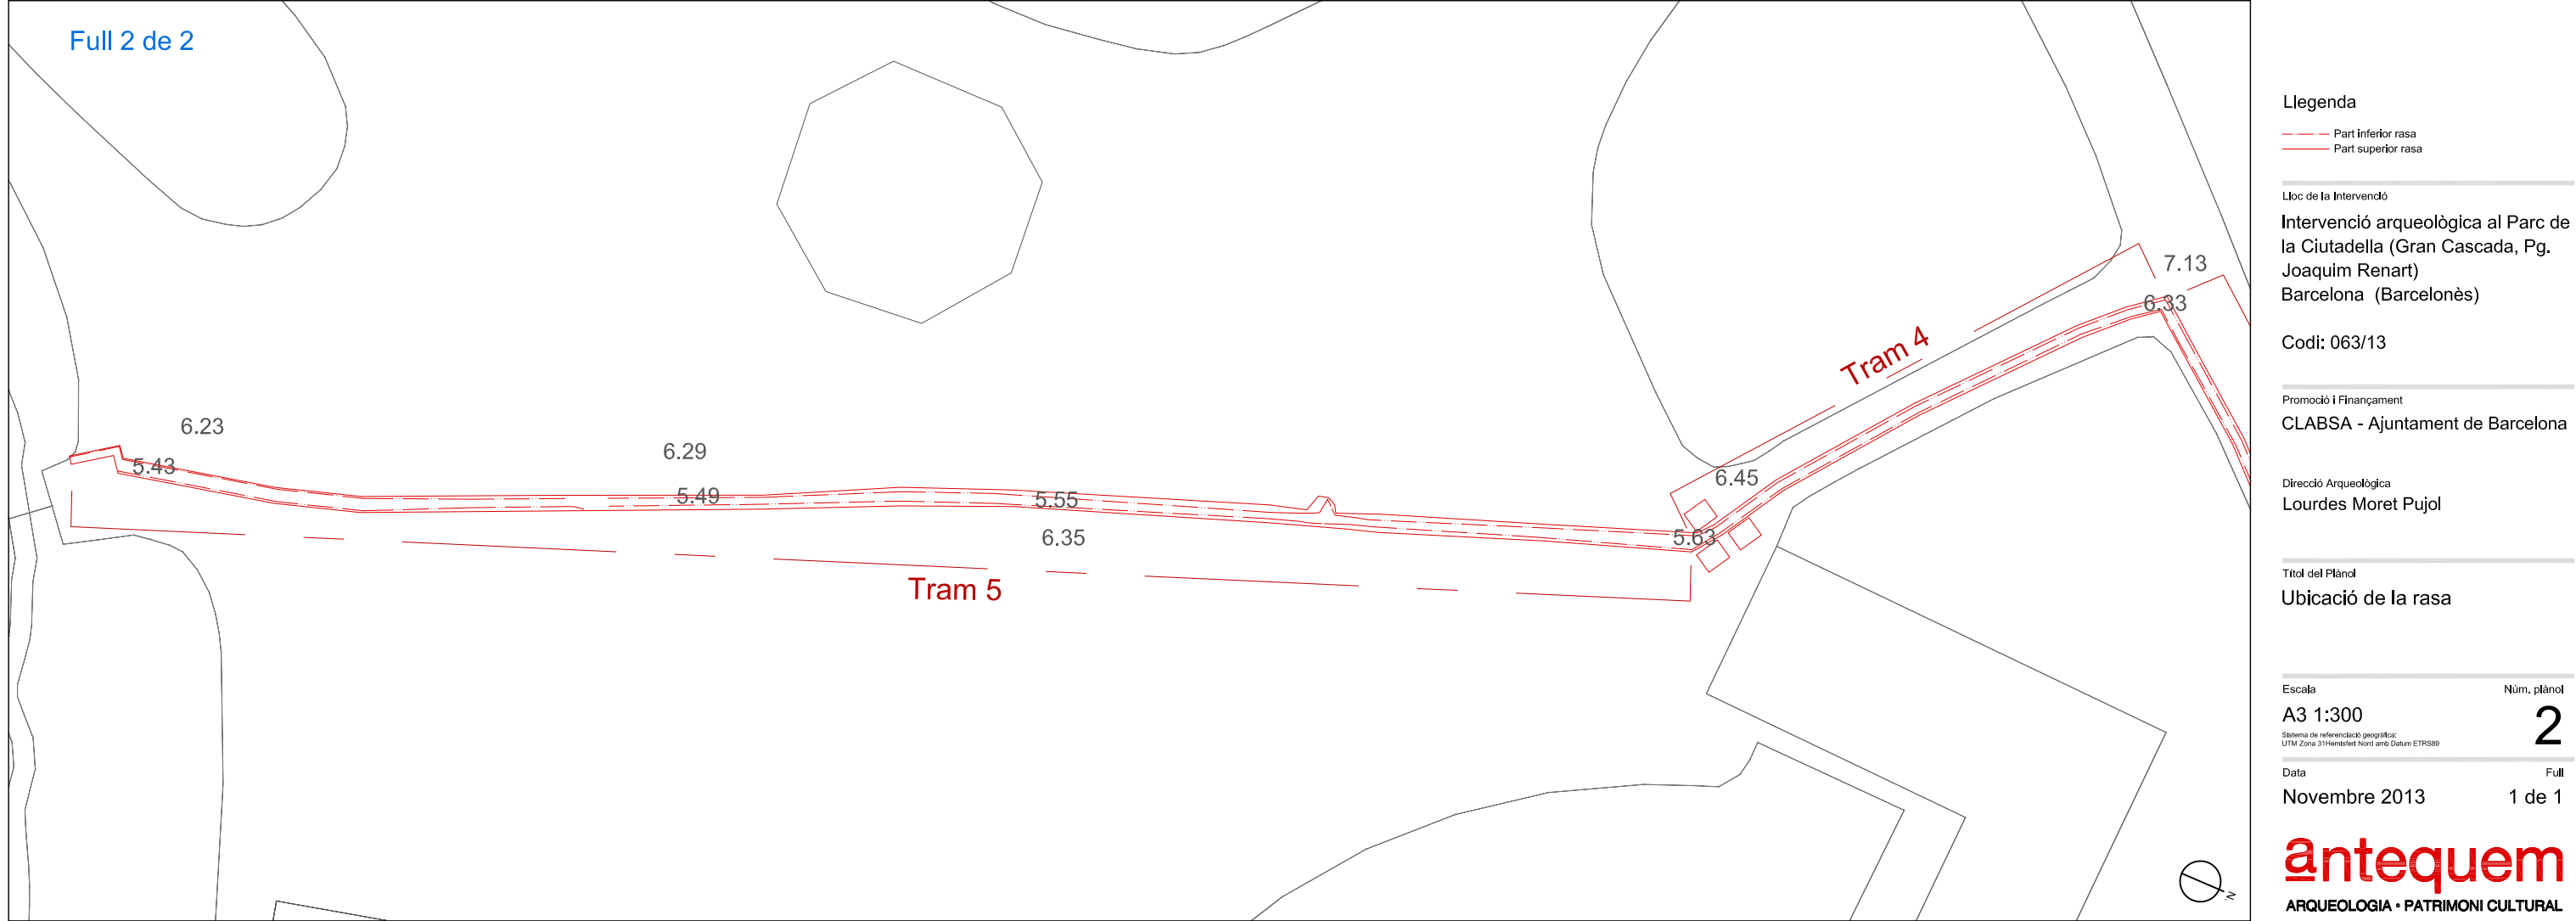 Full 2 de 2
7.13
6.33
Tram 4
6.23
5.43
6.29
5.49
5.55
6.35
6.45
5.63
Tram 5
N
Llegenda
Part inferior rasa
Part superior rasa
Lloc de la Intervenció
Intervenció arqueològica al Parc de
la Ciutadella (Gran Cascada, Pg.
Joaquim Renart)
Barcelona (Barcelonès)
Codi: 063/13
Promoció i Finançament
CLABSA - Ajuntament de Barcelona
Direcció Arqueològica
Lourdes Moret Pujol
Títol del Plànol
Ubicació de la rasa
Escala Núm. plànol
A3 1:300 2
Sistema de referenciació geogràfica:
UTM Zona 31Hemisferi Nord amb Datum ETRS89
Data Full
Novembre 2013 1 de 1
antequem
ARQUEOLOGIA • PATRIMONI CULTURAL